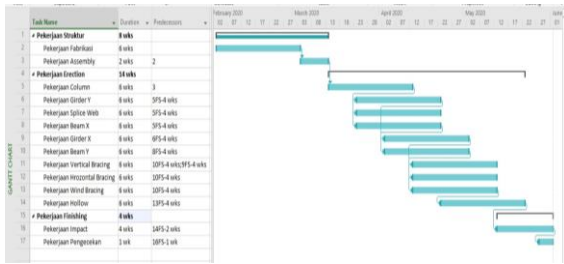 February 2020 March 2020 April 2020 May 2020
Task Name Duration Predecessors
1 Pekerjaan Struktur 8 wks
2 Pekerjaan Fabrikasi 6 wks
3 Pekerjaan Assembly 2 wks 2
4 Pekerjaan Erection 14 wks
5 Pekerjaan Column 6 wks 3
6 Pekerjaan Girder Y 6 wks 5FS-4 wks
7 Pekerjaan Splice Web 6 wks 5FS-4 wks
8 Pekerjaan Beam X 6 wks 5FS-4 wks
9 Pekerjaan Girder X 6 wks 6FS-4 wks
10 Pekerjaan Beam Y 6 wks 8FS-4 wks
11 Pekerjaan Vertical Bracing 6 wks 10FS-4 wks;9FS-4 wks
12 Pekerjaan Hrozontal Bracing 6 wks 10FS-4 wks
13 Pekerjaan Wind Bracing 6 wks 10FS-4 wks
14 Pekerjaan Hollow 6 wks 13FS-4 wks
15 Pekerjaan Finishing 4 wks
16 Pekerjaan Impact 4 wks 14FS-2 wks
17 Pekerjaan Pengecekan 1 wk 16FS-1 wk
GANTT CHART